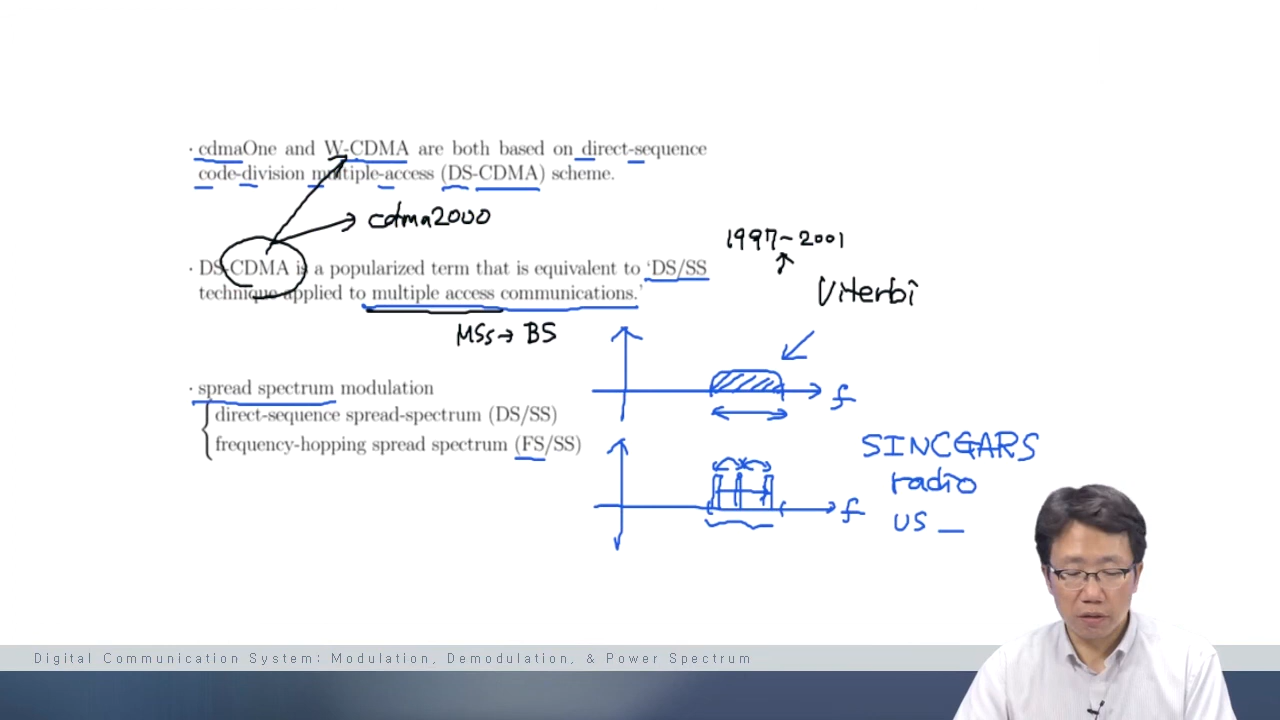 · cdmaOne and W-CDMA are both based on direct-sequence
code-division multiple-access (DS-CDMA) scheme.
cdma2000
· DS-CDMA is a popularized term that is equivalent to ‘DS/SS
technique applied to multiple access communications.’
MSs → BS
1997~2001
Viterbi
f
· spread spectrum modulation
direct-sequence spread-spectrum (DS/SS)
frequency-hopping spread spectrum (FS/SS)
f
SINCGARS
radio
US
Digital Communication System: Modulation, Demodulation, & Power Spectrum